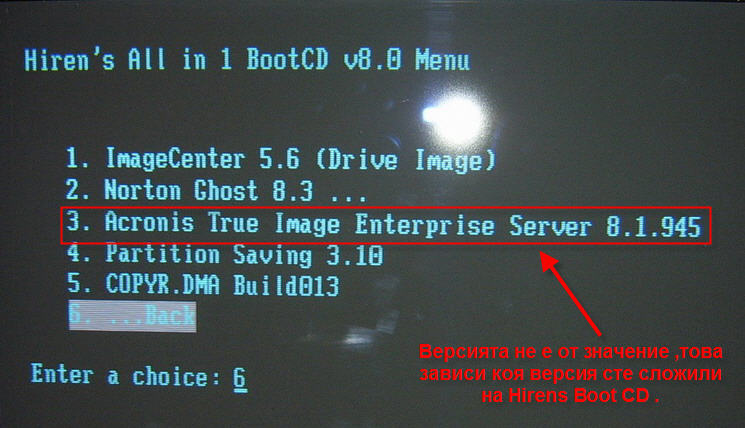 Hiren's All in 1 BootCD v8.0 Menu
1. ImageCenter 5.6 (Drive Image)
2. Norton Ghost 8.3 ...
3. Acronis True Image Enterprise Server 8.1.945
4. Partition Saving 3.10
5. COPYR.DMA Build013
6. ...Back
Enter a choice: 6
Версията не е от значение ,това
зависи коя версия сте сложили
на Hirens Boot CD .